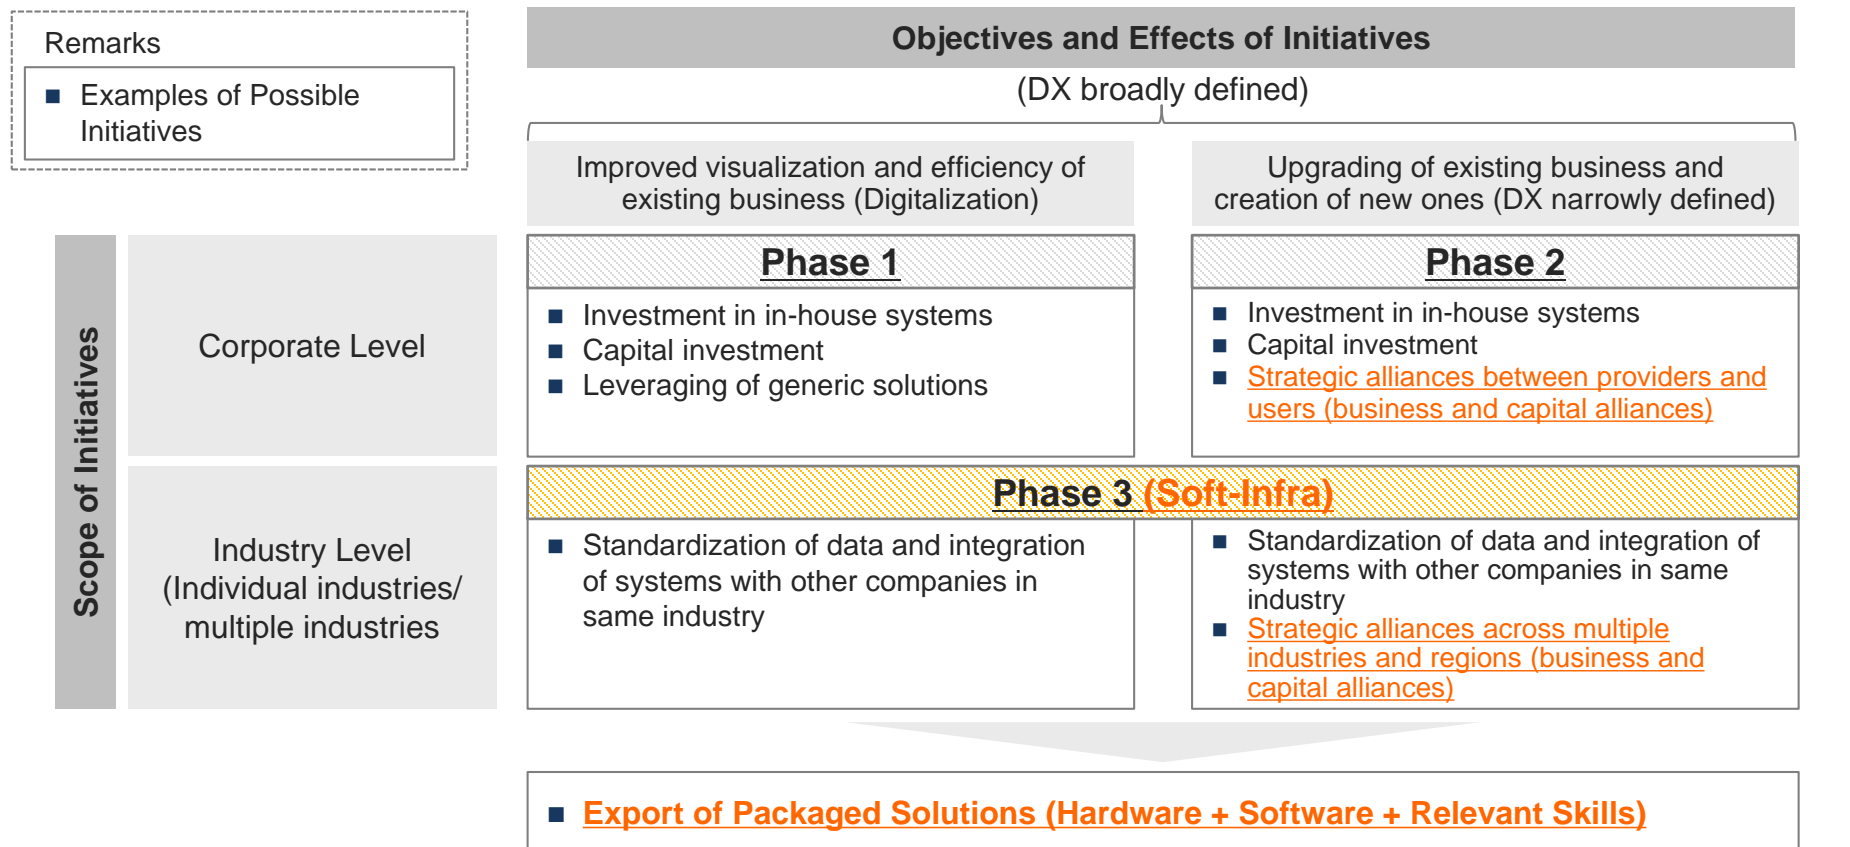 Remarks
■ Examples of Possible
Initiatives
Objectives and Effects of Initiatives
(DX broadly defined)
Improved visualization and efficiency of
existing business (Digitalization)
Upgrading of existing business and
creation of new ones (DX narrowly defined)
Scope of Initiatives
Corporate Level
Phase 1
■ Investment in in-house systems
■ Capital investment
■ Leveraging of generic solutions
Phase 2
■ Investment in in-house systems
■ Capital investment
■ Strategic alliances between providers and
users (business and capital alliances)
Industry Level
(Individual industries/
multiple industries
Phase 3 (Soft-Infra)
■ Standardization of data and integration
of systems with other companies in
same industry
■ Standardization of data and integration of
systems with other companies in same
industry
■ Strategic alliances across multiple
industries and regions (business and
capital alliances)
■ Export of Packaged Solutions (Hardware + Software + Relevant Skills)